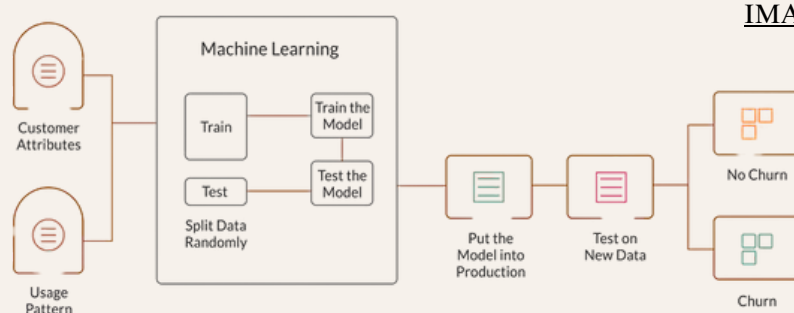 IMA
Machine Learning
Customer
Attributes
Train
Train the
Model
Test
Test the
Model
Split Data
Randomly
Usage
Pattern
Put the
Model into
Production
Test on
New Data
No Churn
Churn